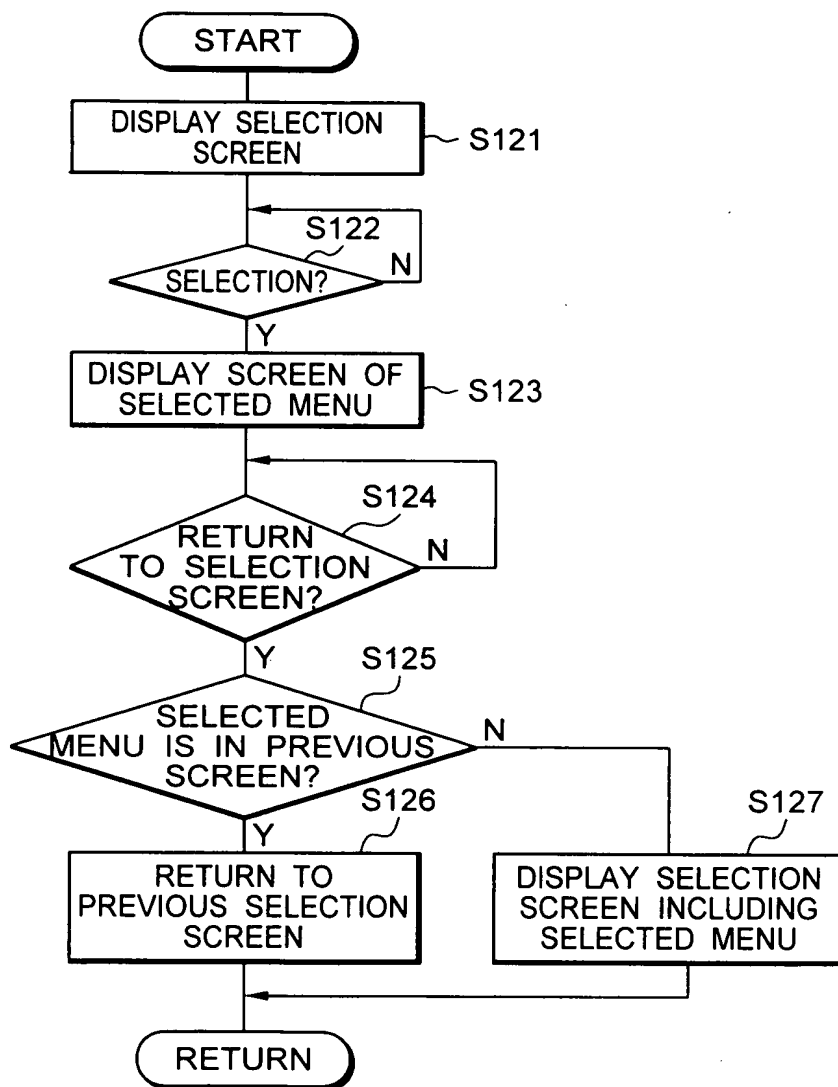 START
DISPLAY SELECTION
SCREEN
S121
S122
SELECTION?
N
Y
DISPLAY SCREEN OF
SELECTED MENU
S123
S124
RETURN
TO SELECTION
SCREEN?
N
Y
S125
SELECTED
MENU IS IN PREVIOUS
SCREEN?
N
Y
S126
RETURN TO
PREVIOUS SELECTION
SCREEN
S127
DISPLAY SELECTION
SCREEN INCLUDING
SELECTED MENU
RETURN